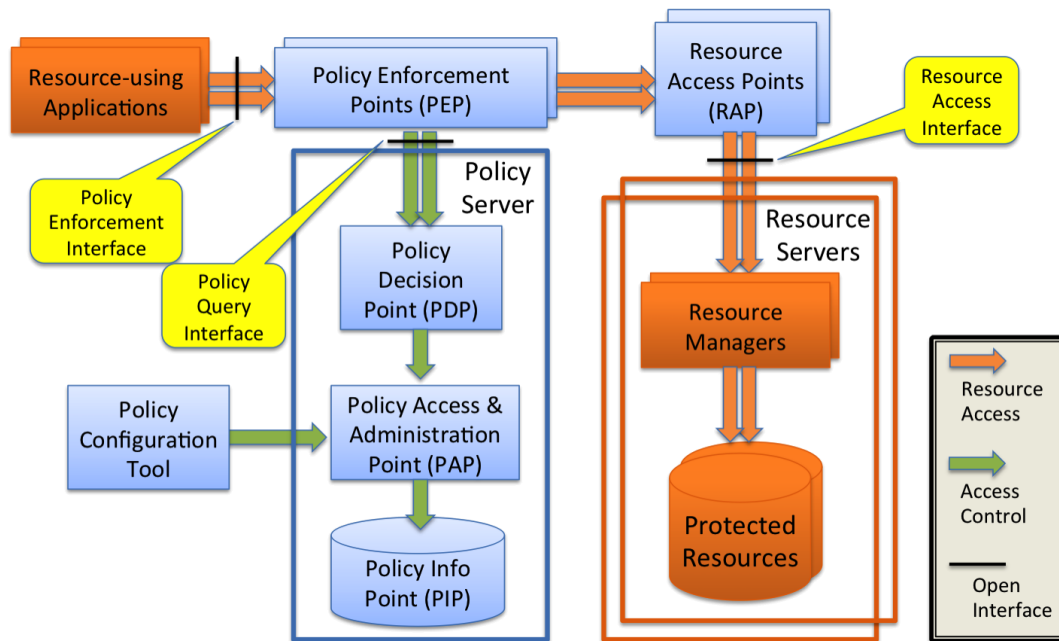 Resource-using
Applications
Policy Enforcement
Points (PEP)
Resource
Access Points
(RAP)
Resource
Access
Interface
Policy
Enforcement
Interface
Policy
Query
Interface
Policy
Server
Policy
Decision
Point (PDP)
Resource
Servers
Resource
Managers
Policy
Configuration
Tool
Policy Access &
Administration
Point (PAP)
Policy Info
Point (PIP)
Protected
Resources
Resource
Access
Access
Control
Open
Interface